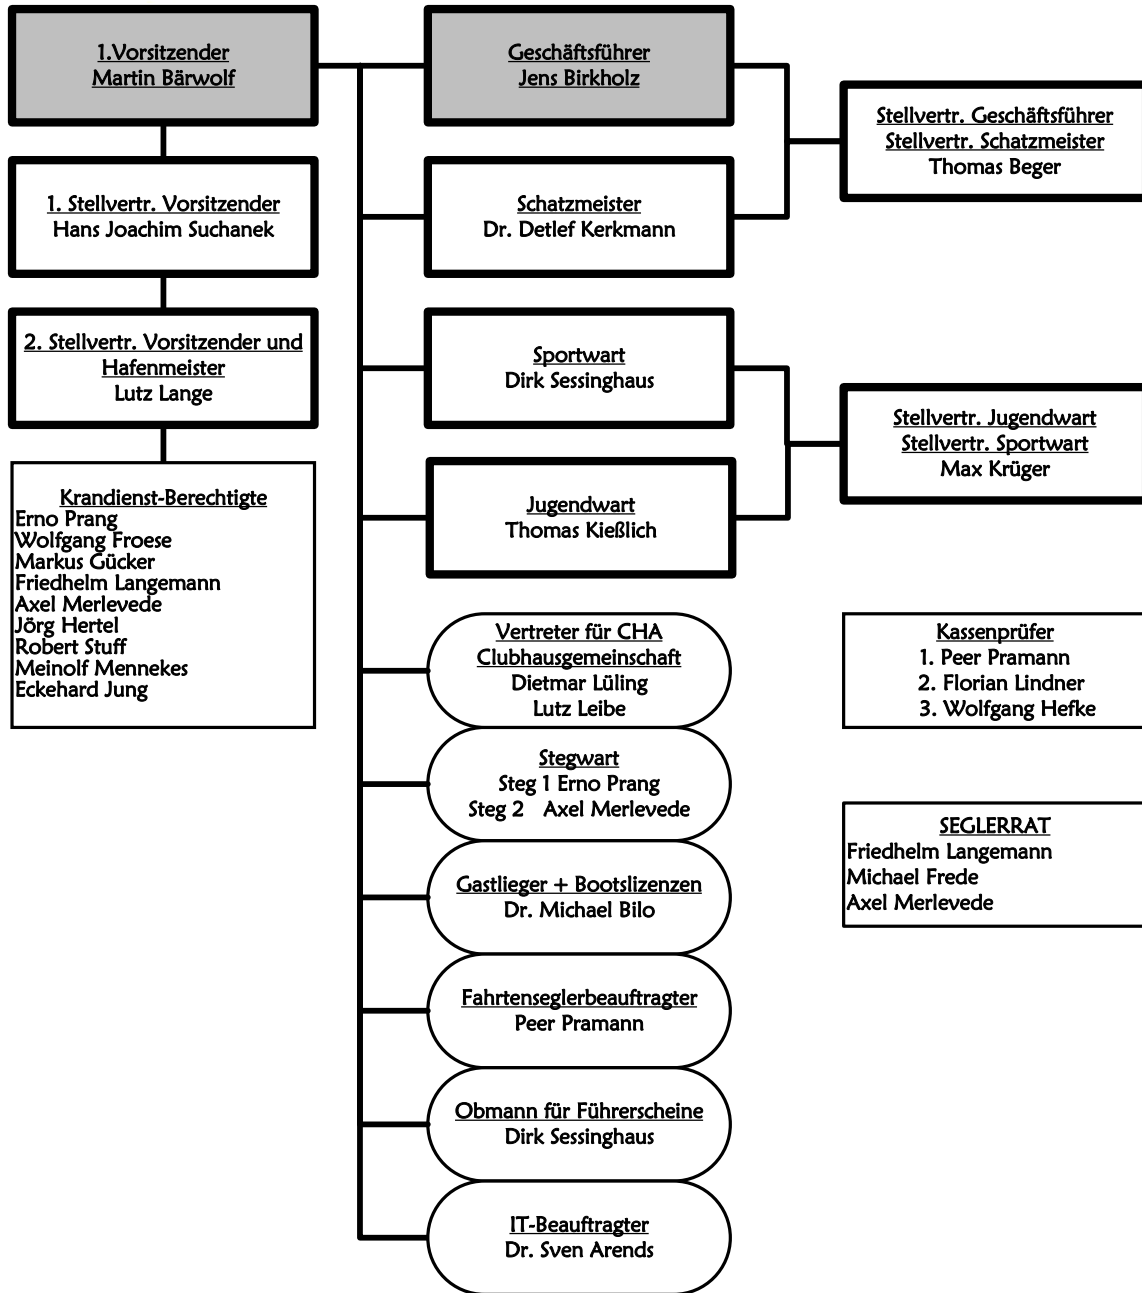 1.Vorsitzender
Martin Bärwolf
1. Stellvertr. Vorsitzender
Hans Joachim Suchanek
2. Stellvertr. Vorsitzender und
Hafenmeister
Lutz Lange
Krandienst-Berechtigte
Erno Prang
Wolfgang Froese
Markus Gücker
Friedhelm Langemann
Axel Merlevede
Jörg Hertel
Robert Stuff
Meinolf Mennekes
Eckehard Jung
Geschäftsführer
Jens Birkholz
Schatzmeister
Dr. Detlef Kerkmann
Sportwart
Dirk Sessinghaus
Jugendwart
Thomas Kießlich
Vertreter für CHA
Clubhausgemeinschaft
Dietmar Lüling
Lutz Leibe
Stegwart
Steg 1 Erno Prang
Steg 2 Axel Merlevede
Gastlieger + Bootslizenzen
Dr. Michael Bilo
Fahrtenseglerbeauftragter
Peer Pramann
Obmann für Führerscheine
Dirk Sessinghaus
IT-Beauftragter
Dr. Sven Arends
Stellvertr. Geschäftsführer
Stellvertr. Schatzmeister
Thomas Beger
Stellvertr. Jugendwart
Stellvertr. Sportwart
Max Krüger
Kassenprüfer
1. Peer Pramann
2. Florian Lindner
3. Wolfgang Hefke
SEGLERRAT
Friedhelm Langemann
Michael Frede
Axel Merlevede